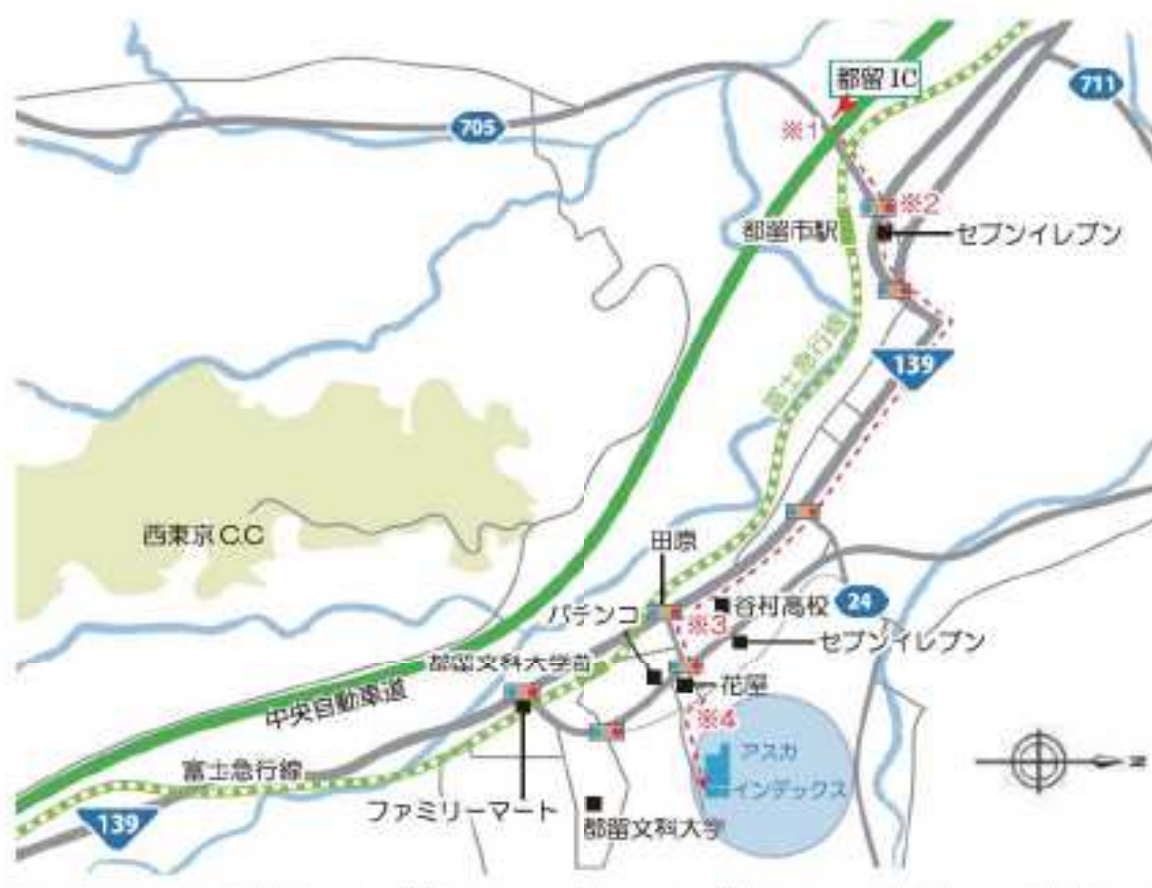 都留 IC
711
※1
705
※2
都留市駅
セブンイレブン
富士急行線
139
西東京 C.C
田原
パチンコ
谷村高校
24
※3
セブンイレブン
都留文科大学前
花屋
中央自動車道
※4
アスカ
インデックス
富士急行線
ファミリーマート
139
都留文科大学
N